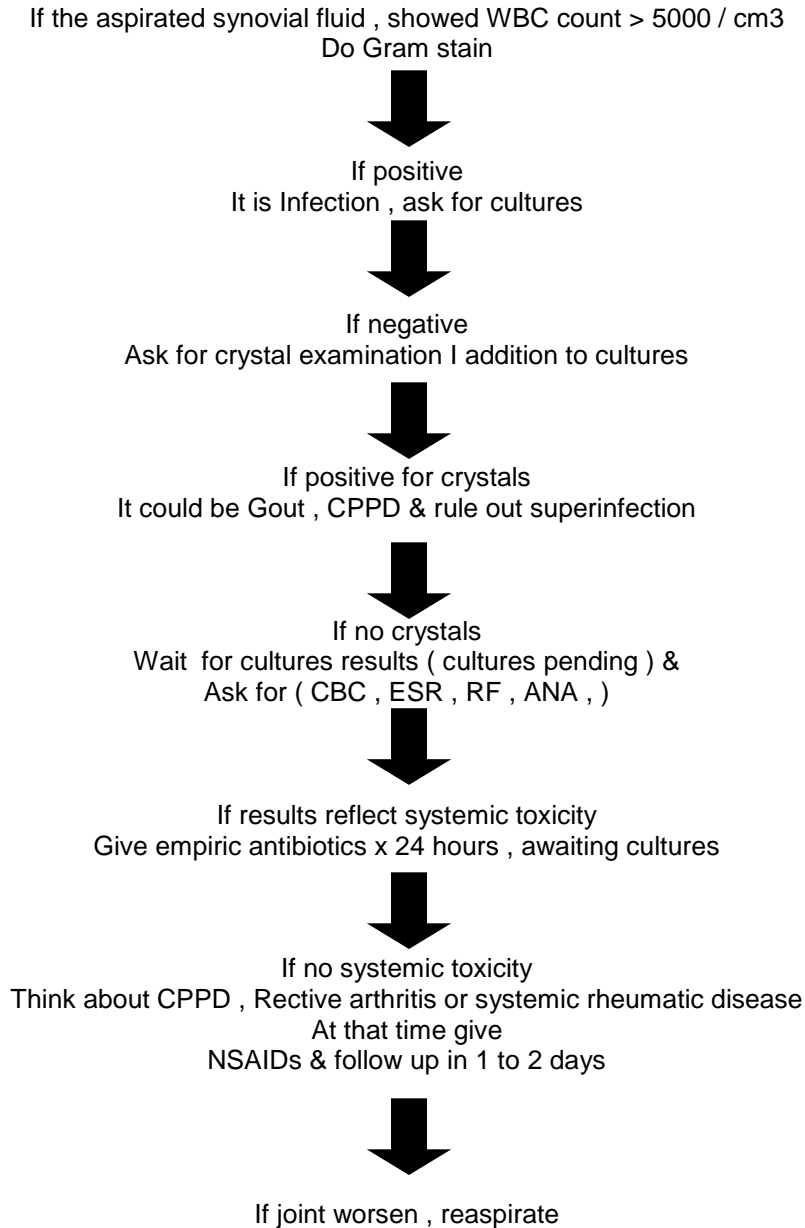 If the aspirated synovial fluid , showed WBC count > 5000 / cm3
Do Gram stain
If positive
It is Infection , ask for cultures
If negative
Ask for crystal examination I addition to cultures
If positive for crystals
It could be Gout , CPPD & rule out superinfection
If no crystals
Wait for cultures results ( cultures pending ) &
Ask for ( CBC , ESR , RF , ANA , )
If results reflect systemic toxicity
Give empiric antibiotics x 24 hours , awaiting cultures
If no systemic toxicity
Think about CPPD , Rective arthritis or systemic rheumatic disease
At that time give
NSAIDs & follow up in 1 to 2 days
If joint worsen , reaspirate